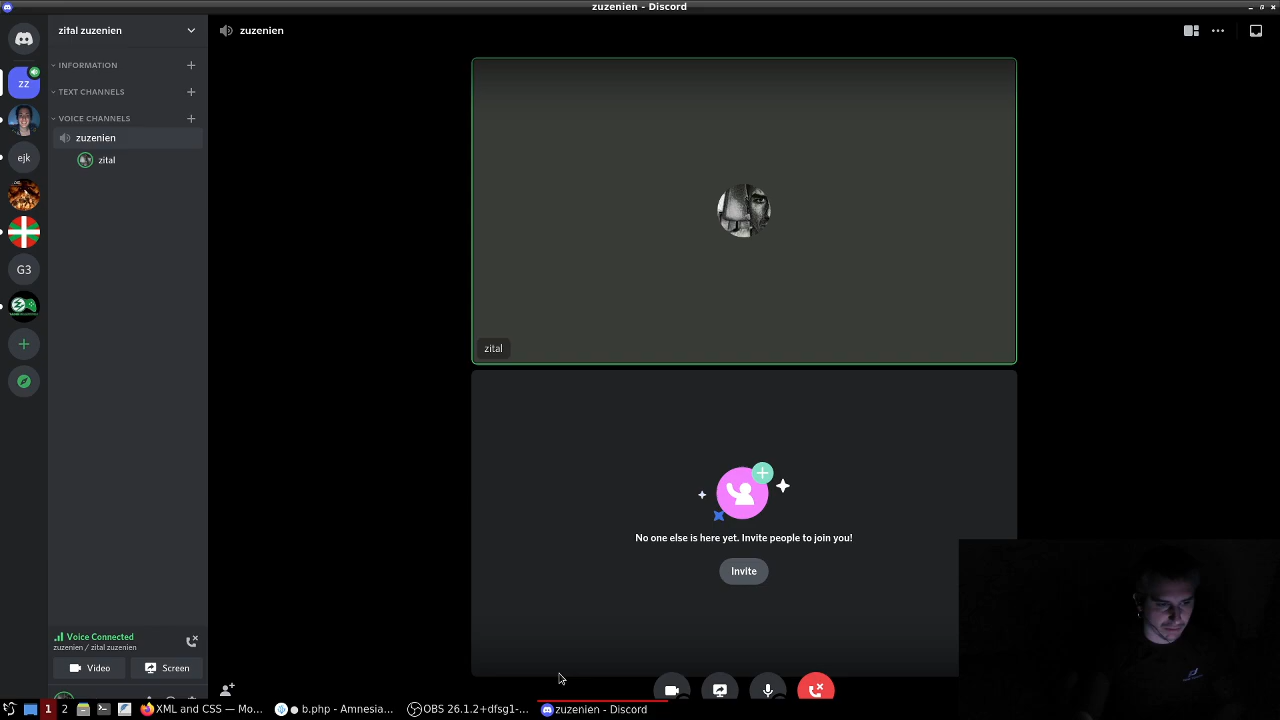 zuzenien - Discord
zital zuzenien
zuzenien
ZZ
INFORMATION
TEXT CHANNELS
VOICE CHANNELS
zuzenien
ejk
zital
G3
zital
No one else is here yet. Invite people to join you!
Invite
Voice Connected
zuzenien / zital zuzenien
Video
Screen
1 2 XML and CSS — Mo... b.php - Amnesia... OBS 26.1.2+dfsg1-... zuzenien - Discord